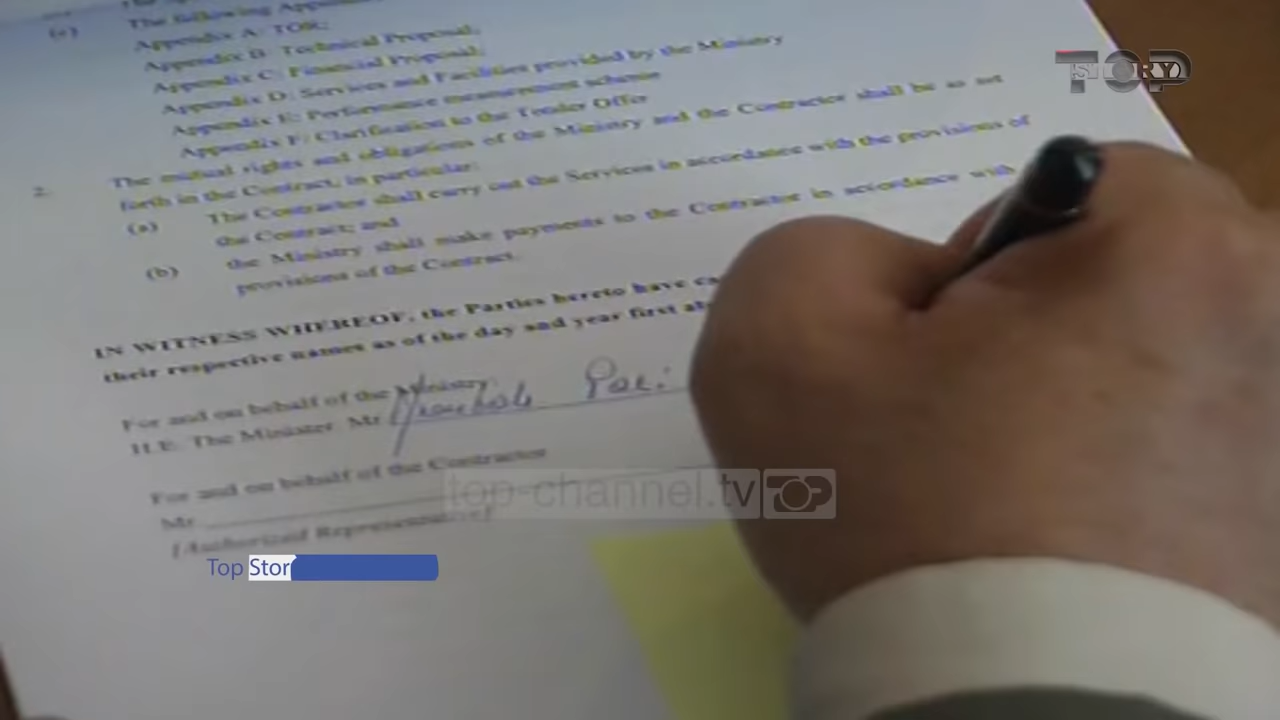 (e) The following
Appendix A: TOR;
Appendix B: Technical Proposal;
Appendix C: Financial Proposal;
Appendix D: Services and Facilities provided by the Ministry
Appendix E: Performance measurement scheme
Appendix F: Clarification to the Tender Offer
2. The mutual rights and obligations of the Ministry and the Contractor shall be as set
forth in the Contract, in particular:
(a) The Contractor shall carry out the Services in accordance with the provisions of
the Contract; and
(b) the Ministry shall make payments to the Contractor in accordance with
provisions of the Contract.
IN WITNESS WHEREOF, the Parties hereto have
their respective names as of the day and year first
For and on behalf of the Ministry
H.E. The Minister Mr
For and on behalf of the Contractor
Mr
[Authorized Representative]
TOP STORY
top-channel.tv TOP
Top Stor